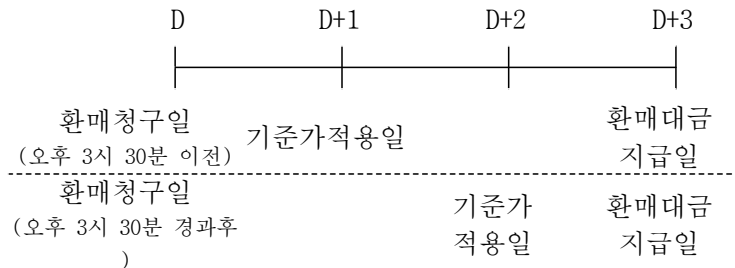 D D+1 D+2 D+3
환매청구일
(오후 3시 30분 이전)
기준가적용일
환매대금
지급일
환매청구일
(오후 3시 30분 경과후
)
기준가
적용일
환매대금
지급일